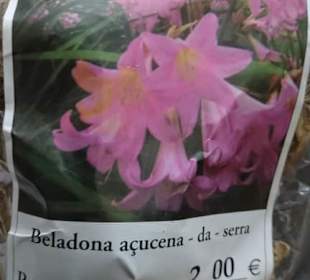 Beladona açucena - da - serra
2,00 €